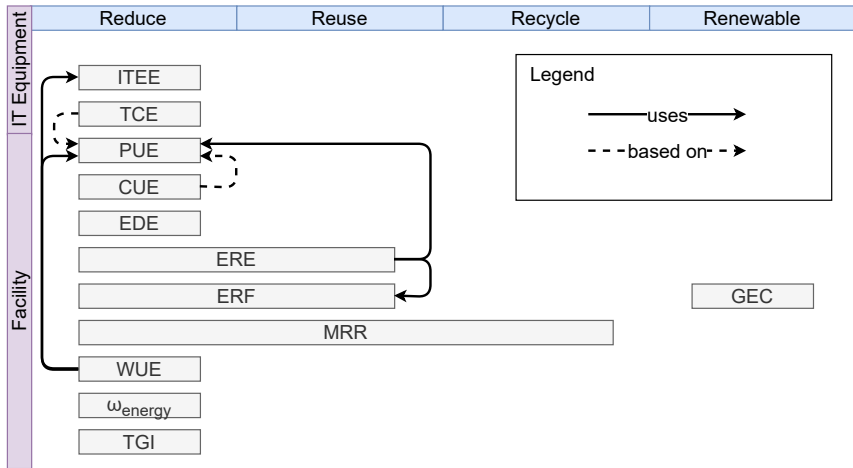 Reduce Reuse Recycle Renewable
IT Equipment
Facility
ITEE
TCE
PUE
CUE
EDE
ERE
ERF
GEC
MRR
WUE
ωenergy
TGI
Legend
uses
based on